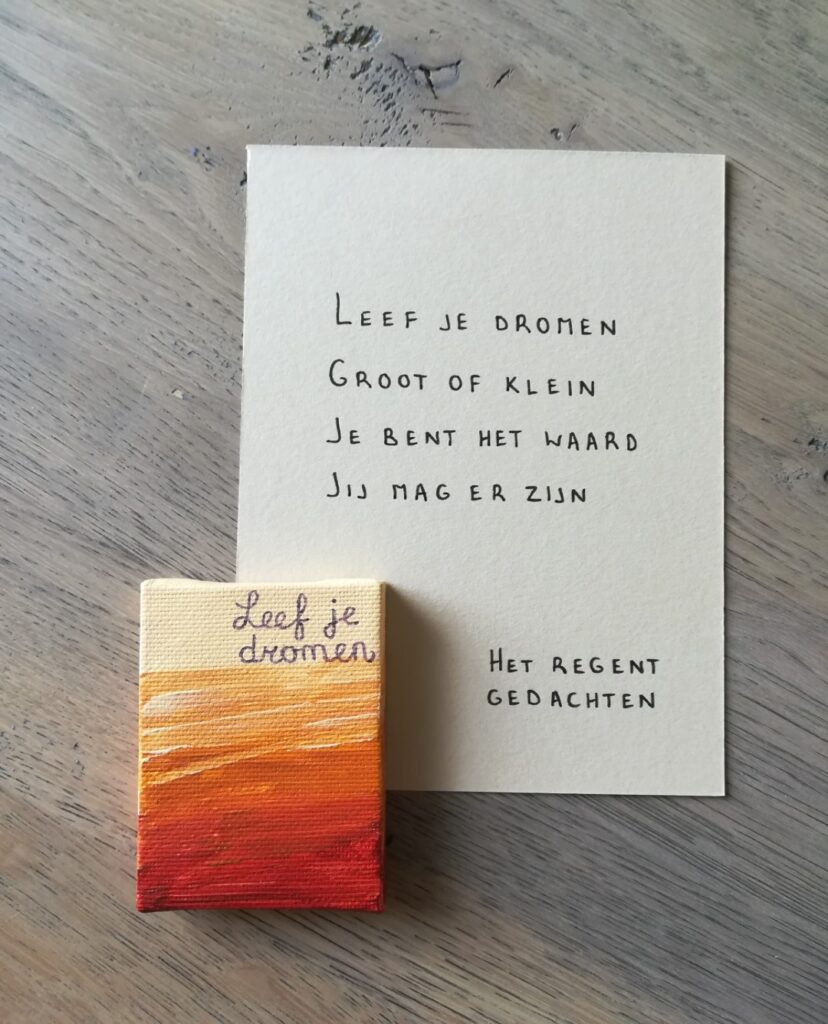 Leef je dromen
Groot of klein
Je bent het waard
Jij mag er zijn
Het regent
gedachten
Leef je
dromen